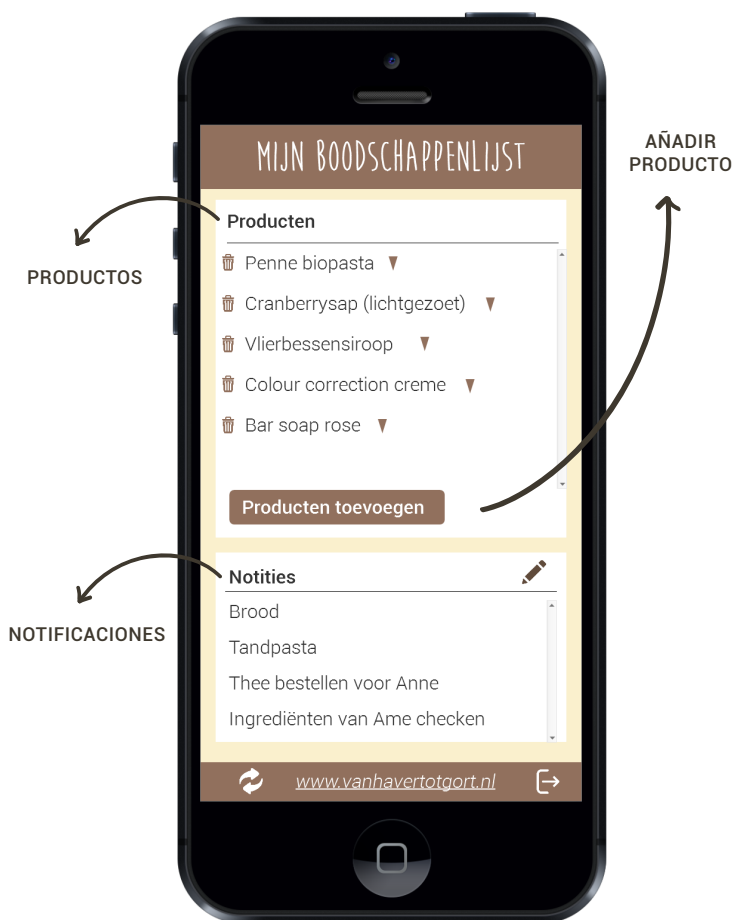 MIJN BOODSCHAPPENLIJST
AÑADIR
PRODUCTO
Producten
PRODUCTOS
Penne biopasta
Cranberrysap (lichtgezoet)
Vlierbessensiroop
Colour correction creme
Bar soap rose
Producten toevoegen
Notities
NOTIFICACIONES
Brood
Tandpasta
Thee bestellen voor Anne
Ingrediënten van Ame checken
www.vanhavertotgort.nl